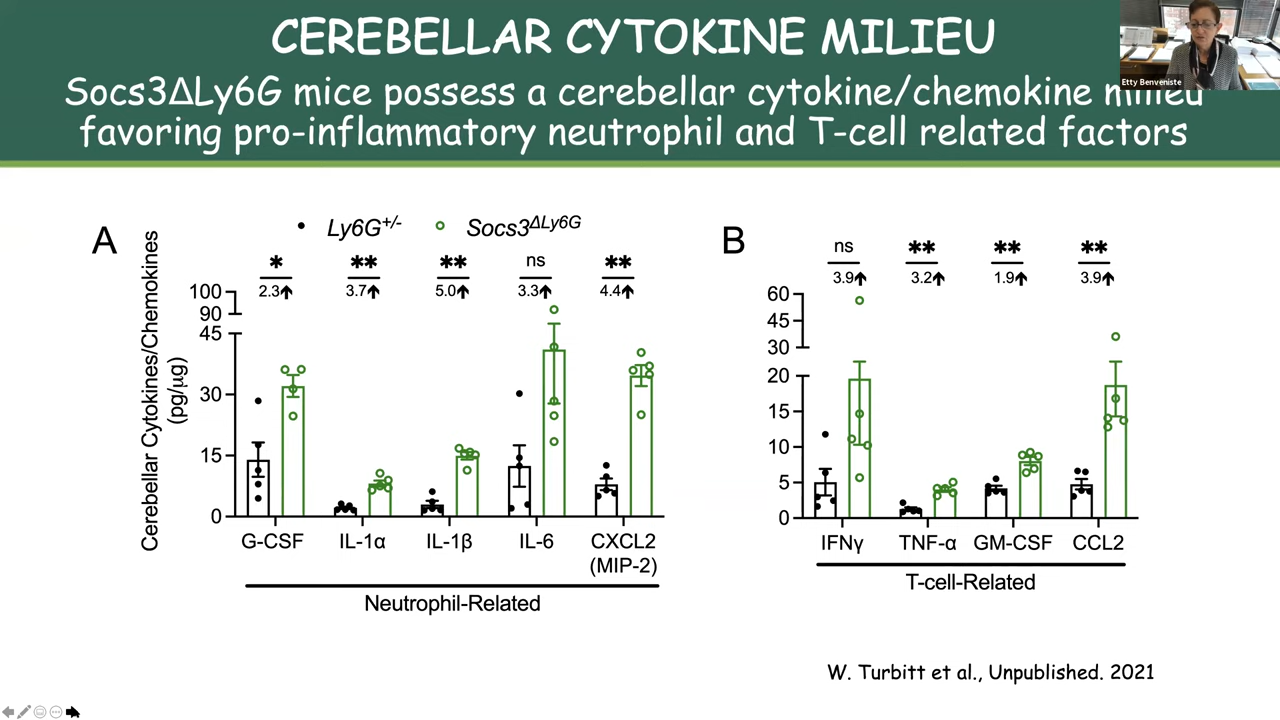 CEREBELLAR CYTOKINE MILIEU
Etty Benveniste
Socs3ΔLy6G mice possess a cerebellar cytokine/chemokine milieu
favoring pro-inflammatory neutrophil and T-cell related factors
A
Cerebellar Cytokines/Chemokines
(pg/µg)
Ly6G+/- Socs3ΔLy6G
* ** ** ns **
2.3↑ 3.7↑ 5.0↑ 3.3↑ 4.4↑
100
90
45
30
15
0
G-CSF IL-1α IL-1β IL-6 CXCL2
(MIP-2)
Neutrophil-Related
B
ns ** ** **
3.9↑ 3.2↑ 1.9↑ 3.9↑
60
45
30
20
15
10
5
0
IFNγ TNF-α GM-CSF CCL2
T-cell-Related
W. Turbitt et al., Unpublished. 2021